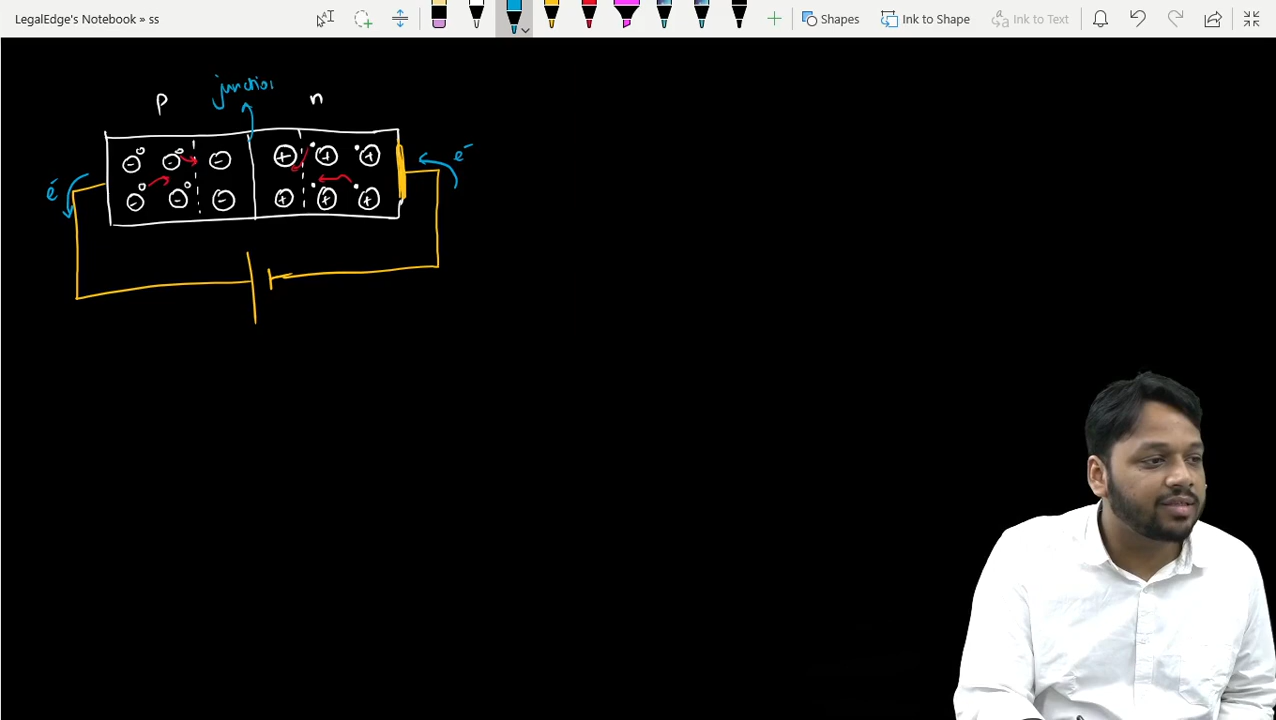 LegalEdge's Notebook » ss
Shapes
Ink to Shape
Ink to Text
junction
p
n
e⁻
e⁻